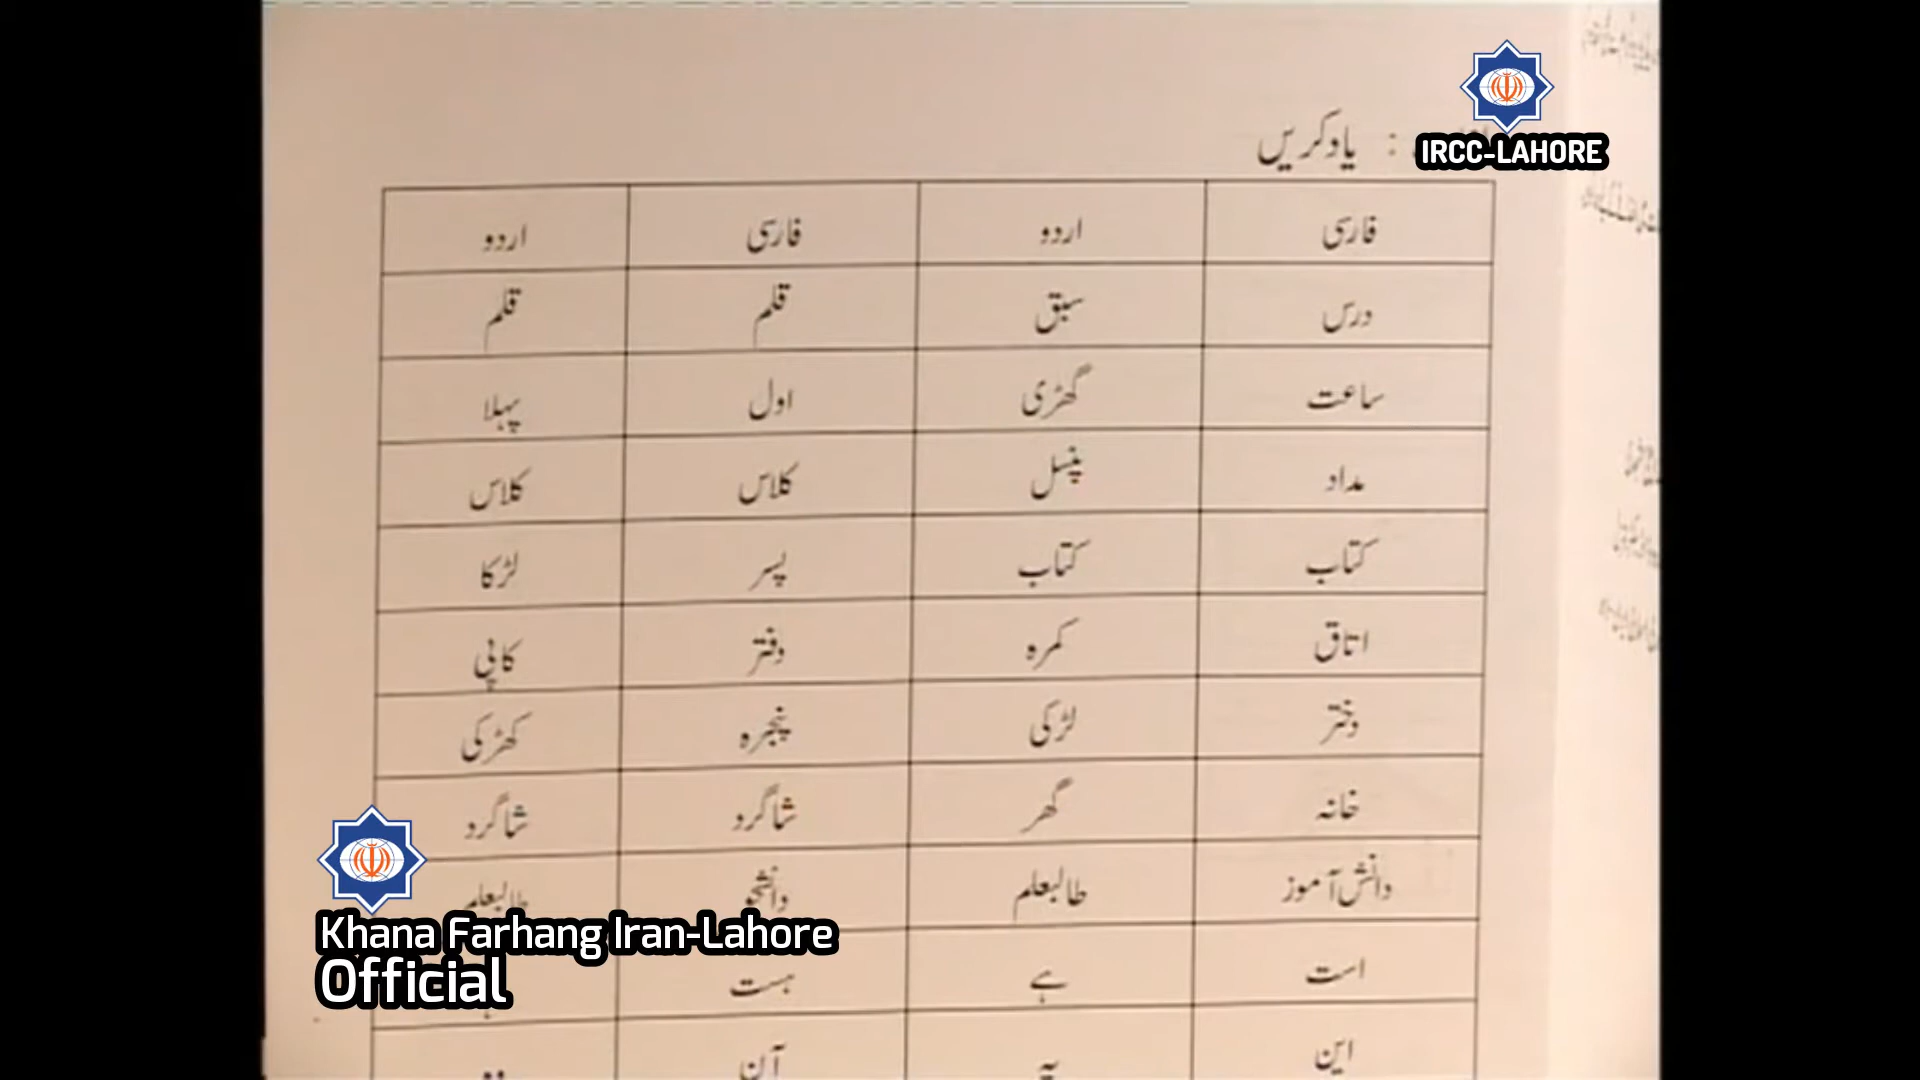 IRCC-LAHORE
: یاد کریں
فارسی اردو فارسی اردو
درس سبق قلم قلم
ساعت گھڑی اول پہلا
مداد پنسل کلاس کلاس
کتاب کتاب پسر لڑکا
اتاق کمرہ دفتر کاپی
دختر لڑکی پنجرہ کھڑکی
خانہ گھر شاگرد شاگرد
دانش آموز طالبعلم دانشجو طالبعلم
است ہے ہست
این یہ آن
Khana Farhang Iran-Lahore
Official